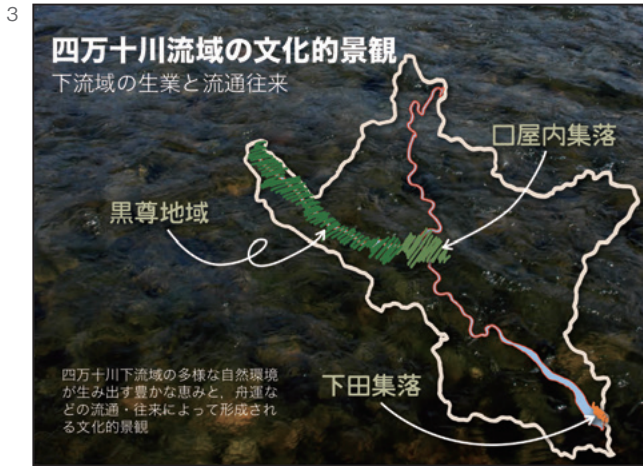 3
四万十川流域の文化的景観
下流域の生業と流通往来
口屋内集落
黒尊地域
四万十川下流域の多様な自然環境
が生み出す豊かな恵みと、舟運な
どの流通・往来によって形成され
る文化的景観
下田集落